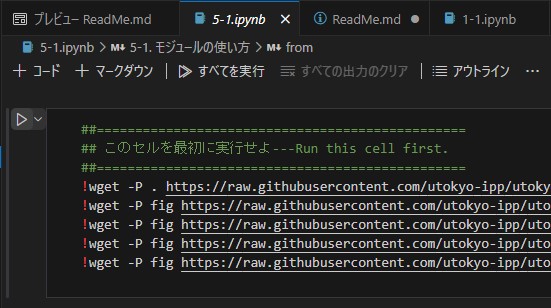 プレビュー ReadMe.md 5-1.ipynb ReadMe.md 1-1.ipynb
5-1.ipynb > M↓ 5-1. モジュールの使い方 > M↓ from
+ コード + マークダウン すべてを実行 すべての出力のクリア アウトライン ...
##===============================================
## このセルを最初に実行せよ---Run this cell first.
##===============================================
!wget -P . https://raw.githubusercontent.com/utokyo-ipp/utoky
!wget -P fig https://raw.githubusercontent.com/utokyo-ipp/uto
!wget -P fig https://raw.githubusercontent.com/utokyo-ipp/uto
!wget -P fig https://raw.githubusercontent.com/utokyo-ipp/uto
!wget -P fig https://raw.githubusercontent.com/utokyo-ipp/uto